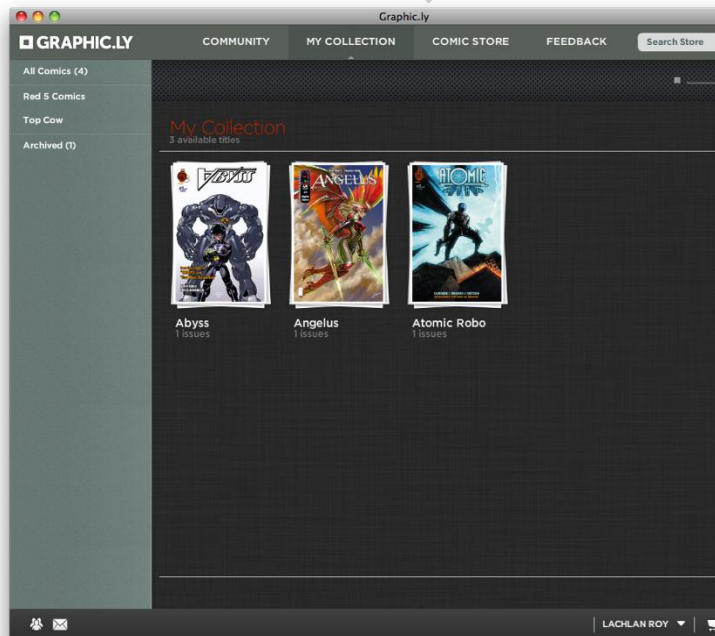 Graphic.ly
GRAPHIC.LY
COMMUNITY
MY COLLECTION
COMIC STORE
FEEDBACK
Search Store
All Comics (4)
Red 5 Comics
Top Cow
Archived (1)
My Collection
3 available titles
ABYSS
ANGELUS
ATOMIC
Abyss
1 issues
Angelus
1 issues
Atomic Robo
1 issues
LACHLAN ROY